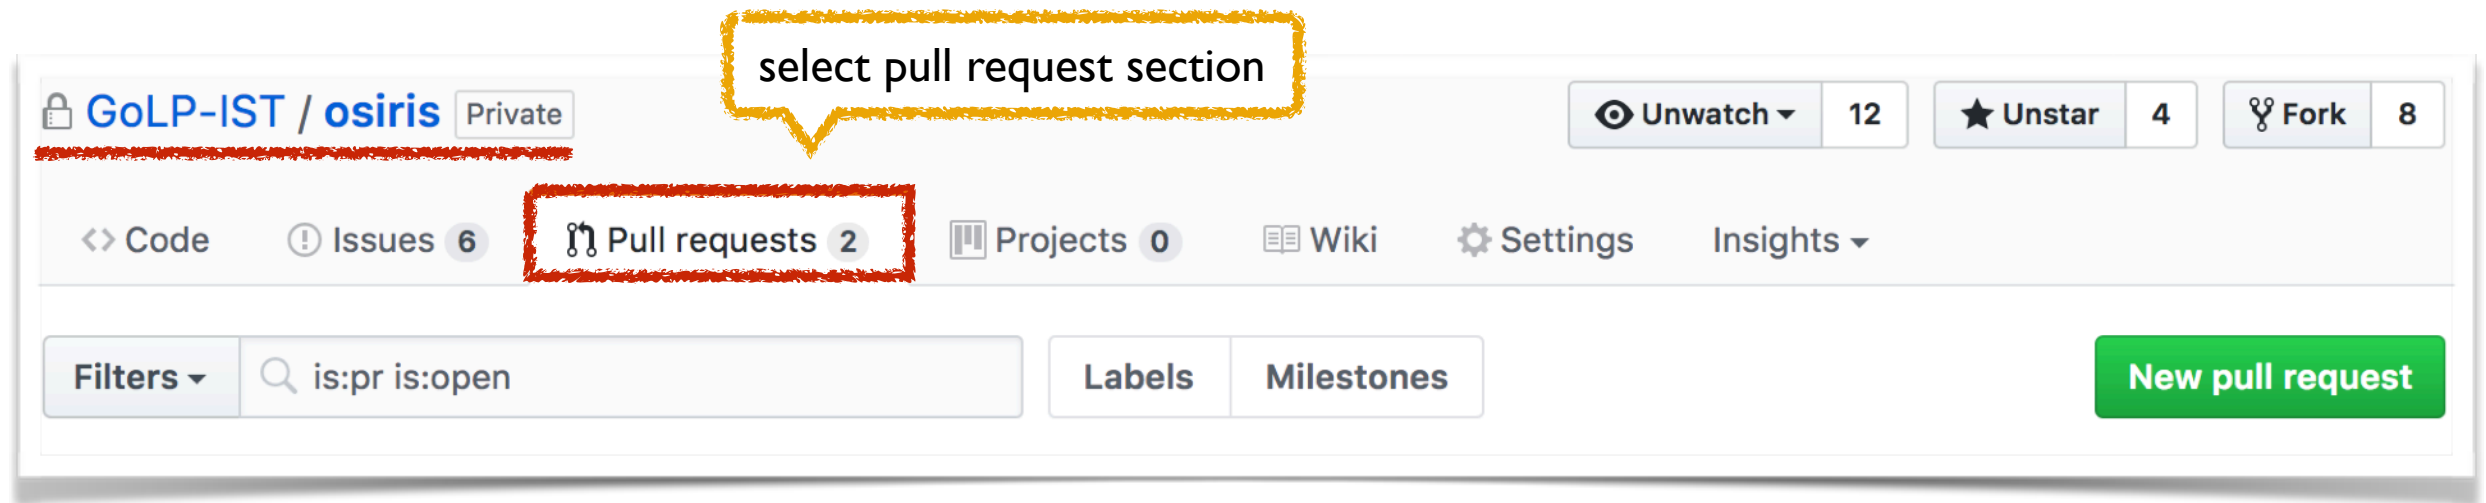 select pull request section
GoLP-IST / osiris Private
Unwatch 12 Unstar 4 Fork 8
Code Issues 6 Pull requests 2 Projects 0 Wiki Settings Insights
Filters is:pr is:open Labels Milestones New pull request